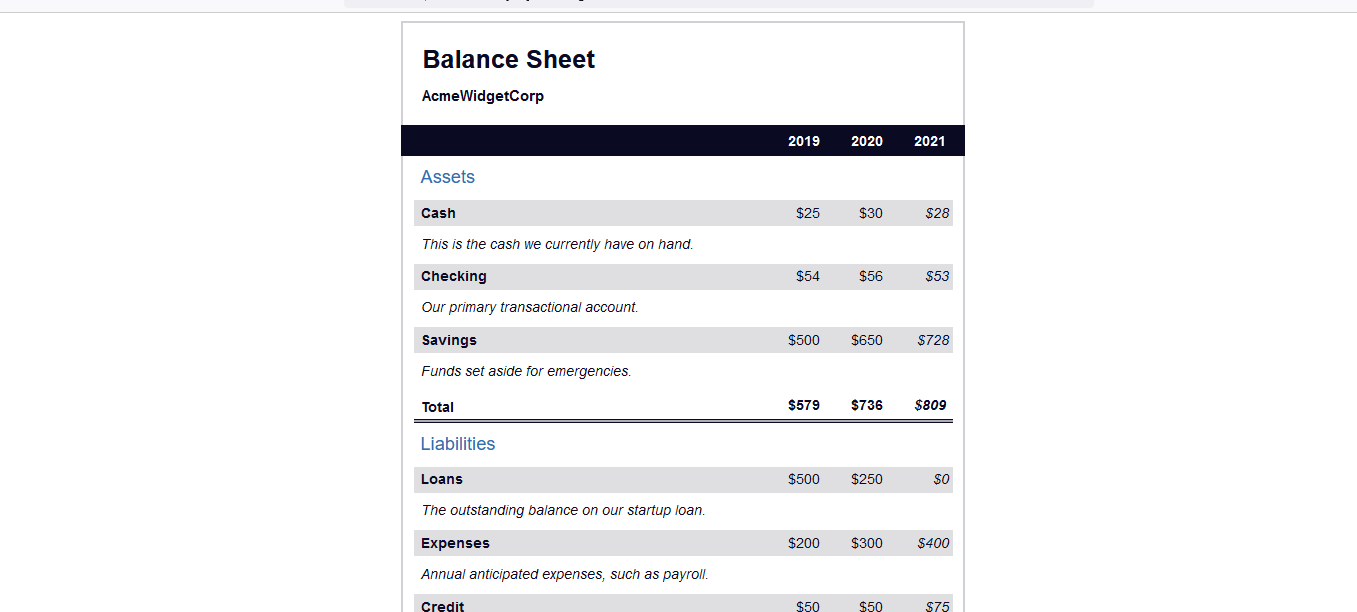 Balance Sheet
AcmeWidgetCorp
2019 2020 2021
Assets
Cash $25 $30 $28
This is the cash we currently have on hand.
Checking $54 $56 $53
Our primary transactional account.
Savings $500 $650 $728
Funds set aside for emergencies.
Total $579 $736 $809
Liabilities
Loans $500 $250 $0
The outstanding balance on our startup loan.
Expenses $200 $300 $400
Annual anticipated expenses, such as payroll.
Credit $50 $50 $75